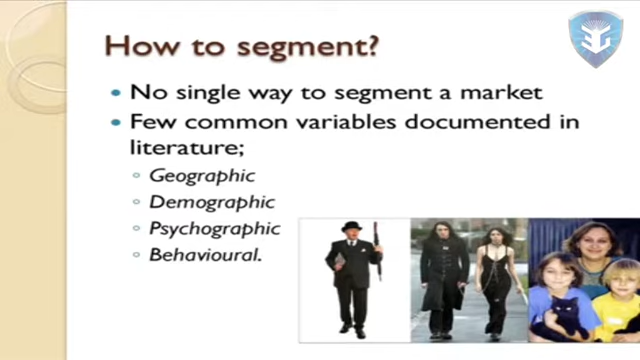 How to segment?
No single way to segment a market
Few common variables documented in
literature;
Geographic
Demographic
Psychographic
Behavioural.